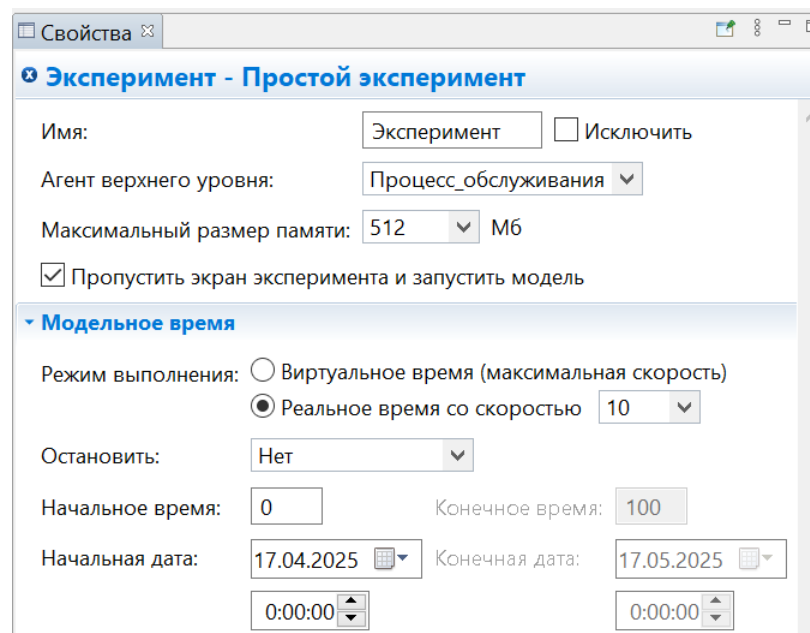 Свойства
Эксперимент - Простой эксперимент
Имя: Эксперимент Исключить
Агент верхнего уровня: Процесс_обслуживания
Максимальный размер памяти: 512 Мб
Пропустить экран эксперимента и запустить модель
Модельное время
Режим выполнения: Виртуальное время (максимальная скорость)
Реальное время со скоростью 10
Остановить: Нет
Начальное время: 0 Конечное время: 100
Начальная дата: 17.04.2025 Конечная дата: 17.05.2025
0:00:00 0:00:00